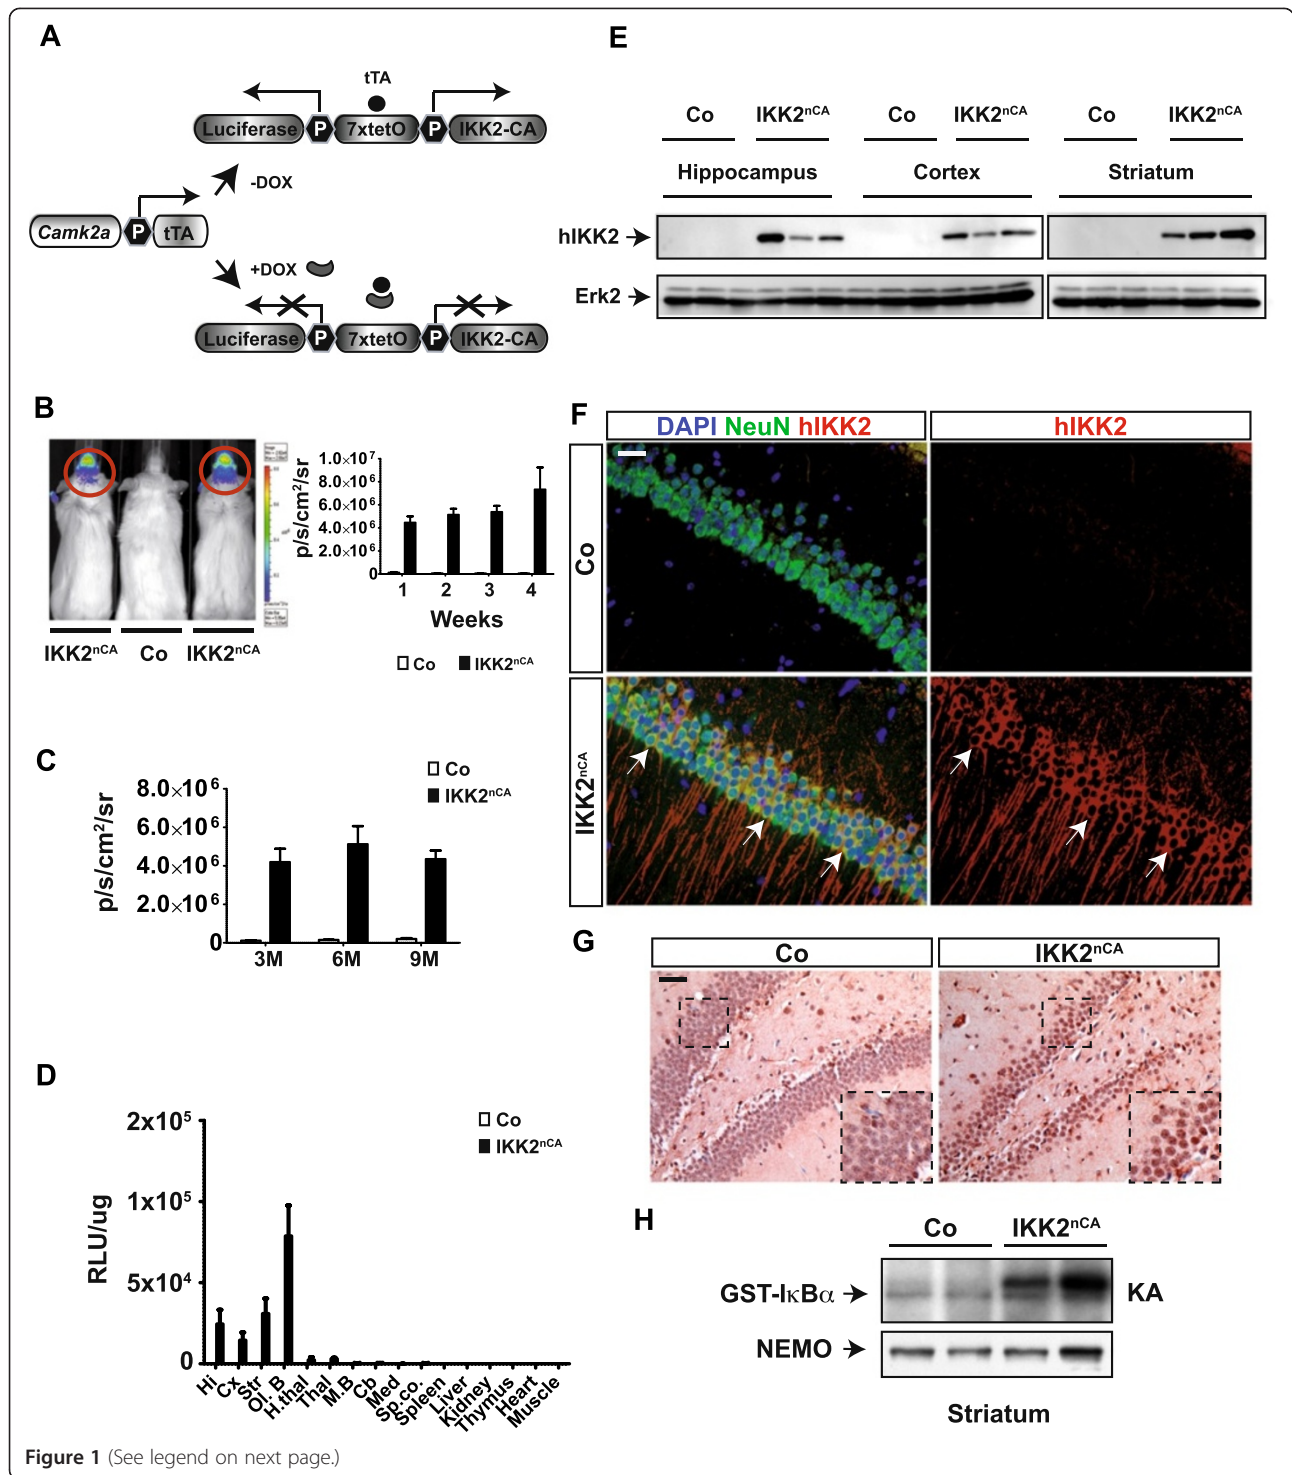 A
tTA
Luciferase P 7xtetO P IKK2-CA
-DOX
Camk2a P tTA
+DOX
Luciferase P 7xtetO P IKK2-CA
B
IKK2nCA Co IKK2nCA
p/s/cm2/sr
1.0×107
8.0×106
6.0×106
4.0×106
2.0×106
0
1 2 3 4
Weeks
Co IKK2nCA
C
Co
IKK2nCA
p/s/cm2/sr
8.0×106
6.0×106
4.0×106
2.0×106
0
3M 6M 9M
D
Co
IKK2nCA
RLU/ug
2x105
1x105
5x104
0
Hi
Cx
Str
Ol. B
H.thal
Thal
M.B
Cb
Med
Sp.co.
Spleen
Liver
Kidney
Thymus
Heart
Muscle
E
Co IKK2nCA Co IKK2nCA Co IKK2nCA
Hippocampus Cortex Striatum
hIKK2
Erk2
F
DAPI NeuN hIKK2 hIKK2
Co
IKK2nCA
G
Co IKK2nCA
H
Co IKK2nCA
GST-IκBα KA
NEMO
Striatum
Figure 1 (See legend on next page.)